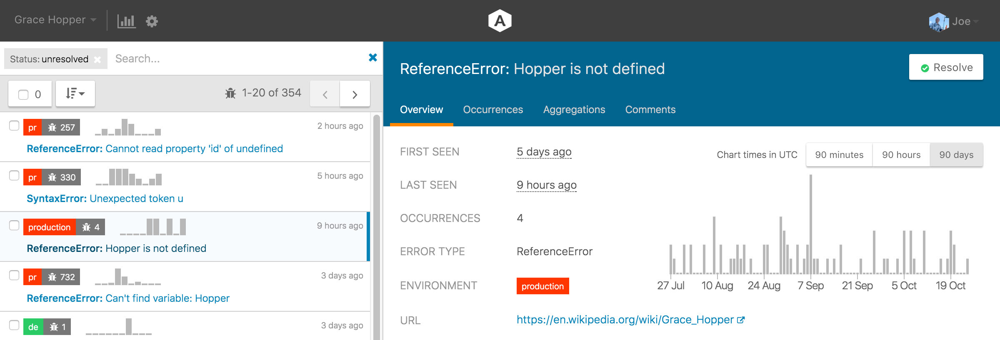 Grace Hopper
A
Joe
Status: unresolved
Search...
0
1-20 of 354
pr 257
2 hours ago
ReferenceError: Cannot read property 'id' of undefined
pr 330
5 hours ago
SyntaxError: Unexpected token u
production 4
9 hours ago
ReferenceError: Hopper is not defined
pr 732
3 days ago
ReferenceError: Can't find variable: Hopper
de 1
3 days ago
ReferenceError: Hopper is not defined
Resolve
Overview Occurrences Aggregations Comments
FIRST SEEN 5 days ago
LAST SEEN 9 hours ago
OCCURRENCES 4
ERROR TYPE ReferenceError
ENVIRONMENT production
URL https://en.wikipedia.org/wiki/Grace_Hopper
Chart times in UTC 90 minutes 90 hours 90 days
27 Jul 10 Aug 24 Aug 7 Sep 21 Sep 5 Oct 19 Oct